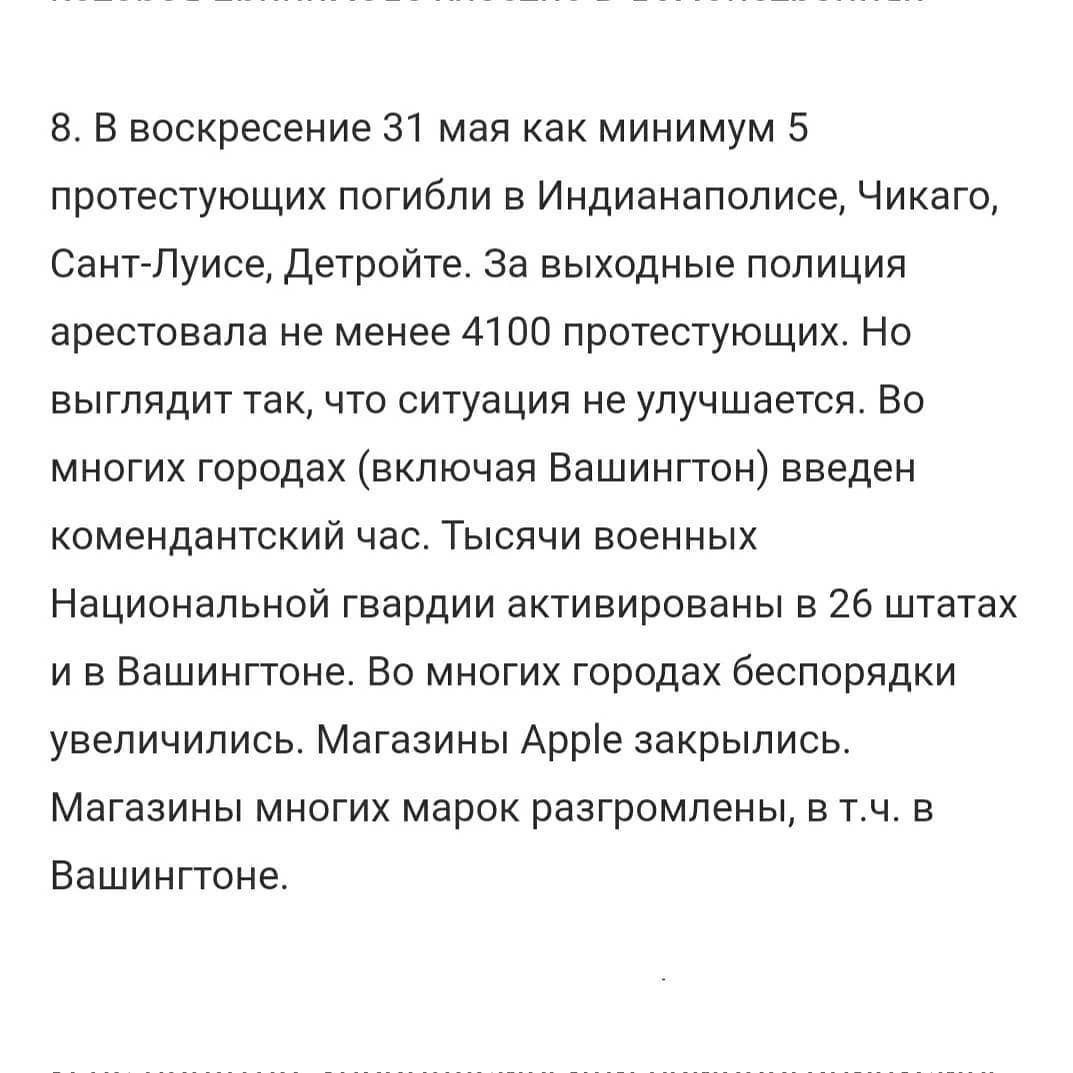 8. В воскресение 31 мая как минимум 5
протестующих погибли в Индианаполисе, Чикаго,
Сант-Луисе, Детройте. За выходные полиция
арестовала не менее 4100 протестующих. Но
выглядит так, что ситуация не улучшается. Во
многих городах (включая Вашингтон) введен
комендантский час. Тысячи военных
Национальной гвардии активированы в 26 штатах
и в Вашингтоне. Во многих городах беспорядки
увеличились. Магазины Apple закрылись.
Магазины многих марок разгромлены, в т.ч. в
Вашингтоне.